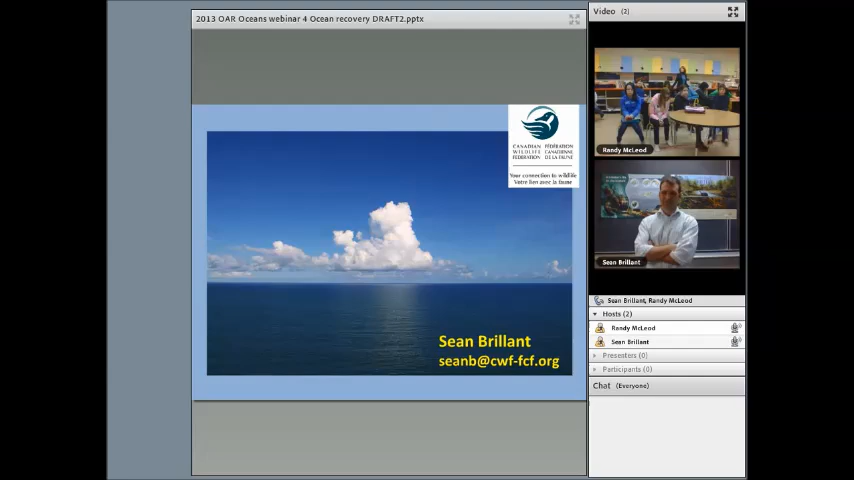 2013 OAR Oceans webinar 4 Ocean recovery DRAFT2.pptx
CANADIAN
WILDLIFE
FEDERATION
FÉDÉRATION
CANADIENNE
DE LA FAUNE
Your connection to wildlife
Votre lien avec la faune
Sean Brillant
seanb@cwf-fcf.org
Video (2)
Randy McLeod
Sean Brillant
Sean Brillant, Randy McLeod
Hosts (2)
Randy McLeod
Sean Brillant
Presenters (0)
Participants (0)
Chat (Everyone)